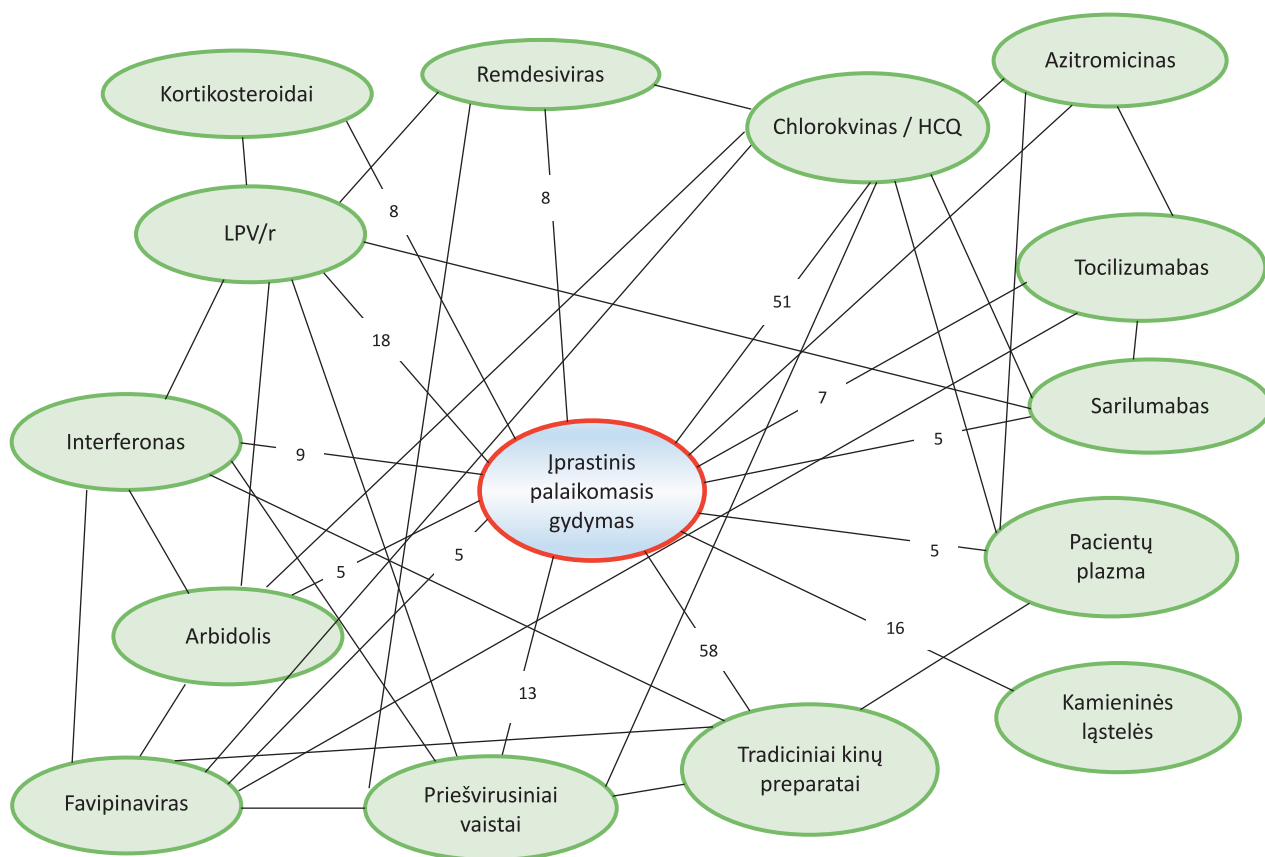 Kortikosteroidai
Remdesiviras
Chlorokvinas / HCQ
Azitromicinas
LPV/r
8
8
Tocilizumabas
51
18
7
Sarilumabas
Interferonas
9
5
Įprastinis
palaikomasis
gydymas
5
5
5
Pacientų
plazma
Arbidolis
16
58
13
Kamieninės
ląstelės
Favipinaviras
Priešvirusiniai
vaistai
Tradiciniai kinų
preparatai